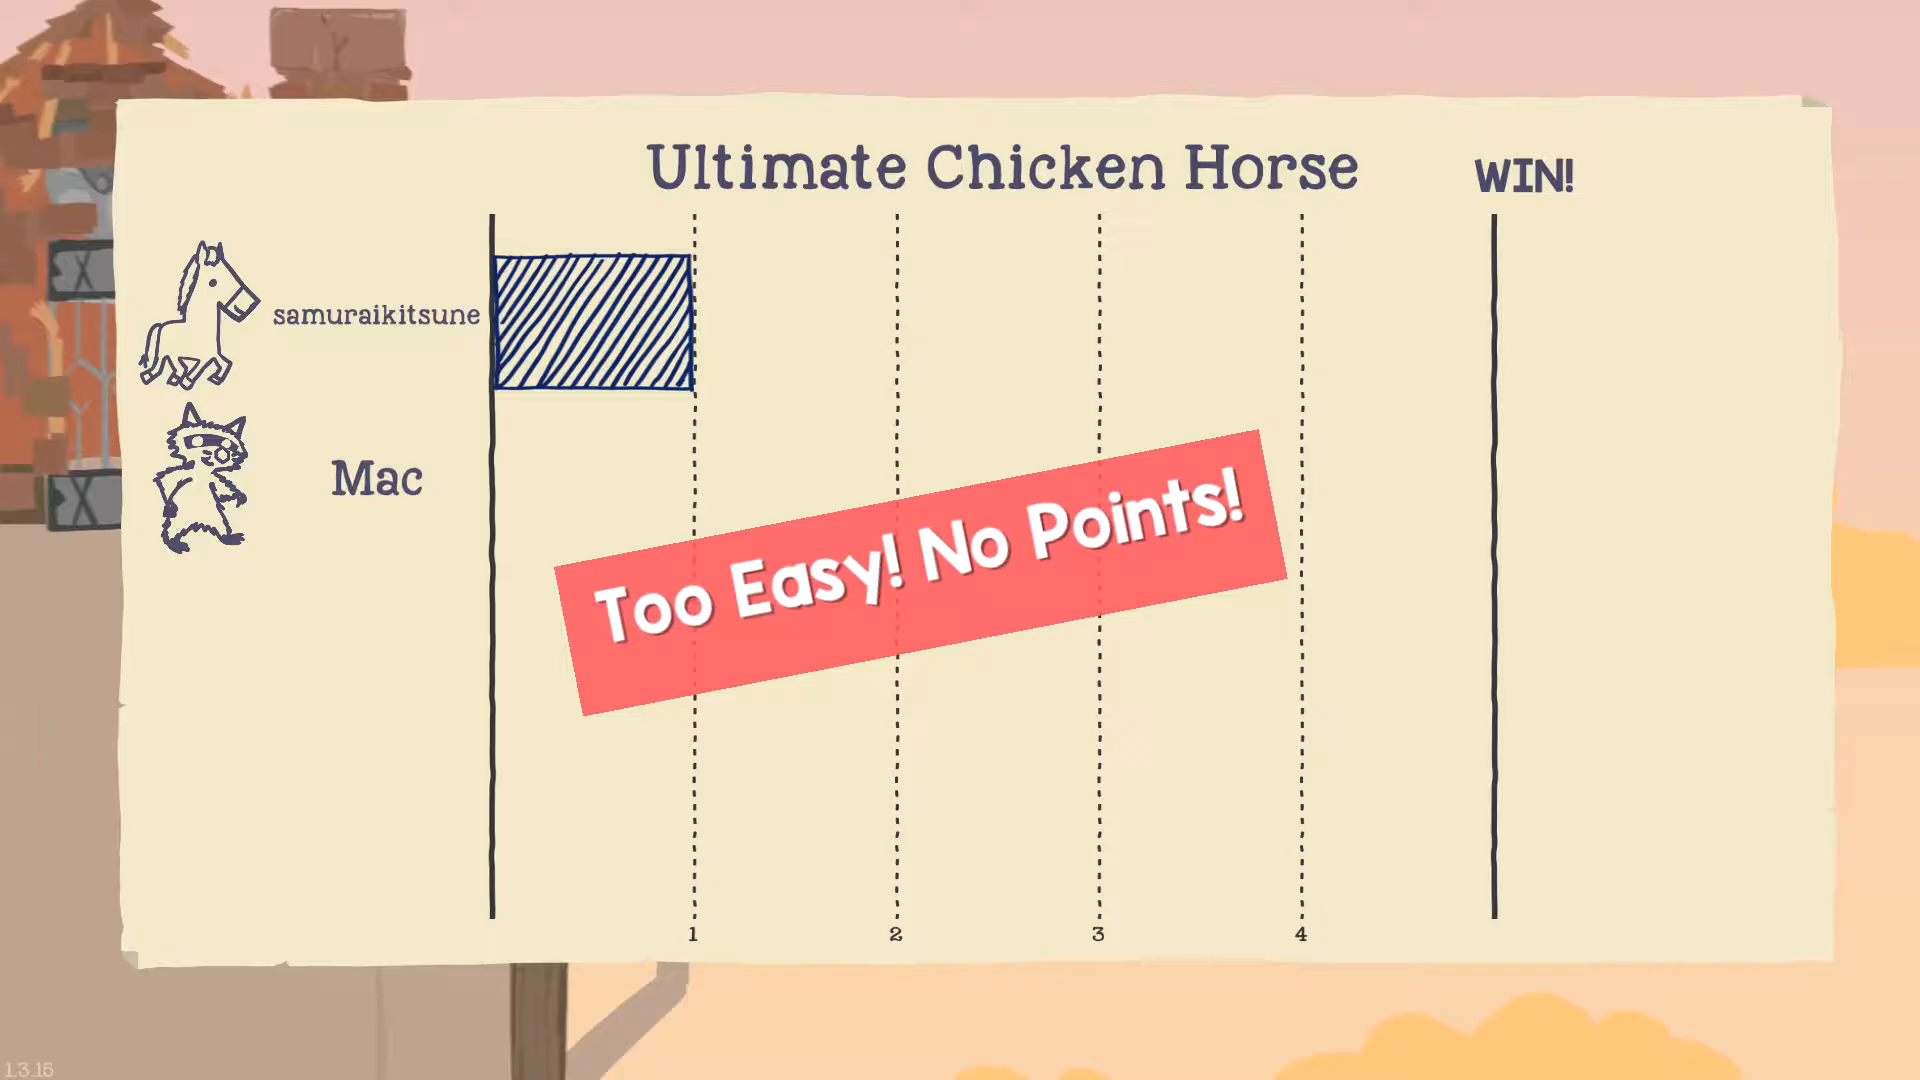 Ultimate Chicken Horse
WIN!
samuraikitsune
Mac
Too Easy! No Points!
1 2 3 4
1.3.15